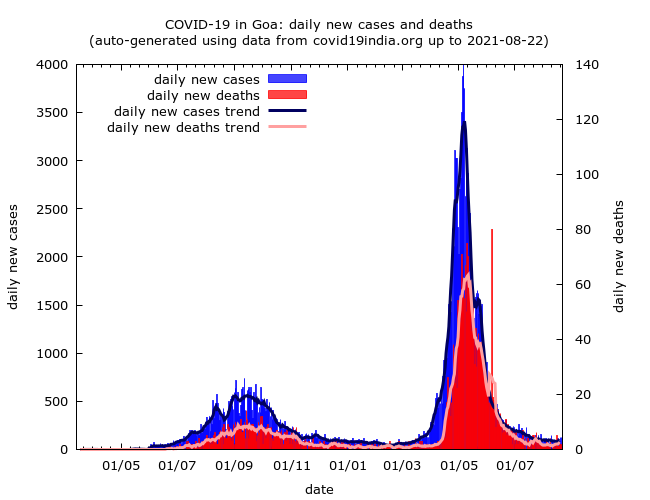 COVID-19 in Goa: daily new cases and deaths
(auto-generated using data from covid19india.org up to 2021-08-22)
daily new cases
daily new deaths
daily new cases trend
daily new deaths trend
4000
3500
3000
2500
2000
1500
1000
500
0
140
120
100
80
60
40
20
0
daily new cases
daily new deaths
01/05 01/07 01/09 01/11 01/01 01/03 01/05 01/07
date